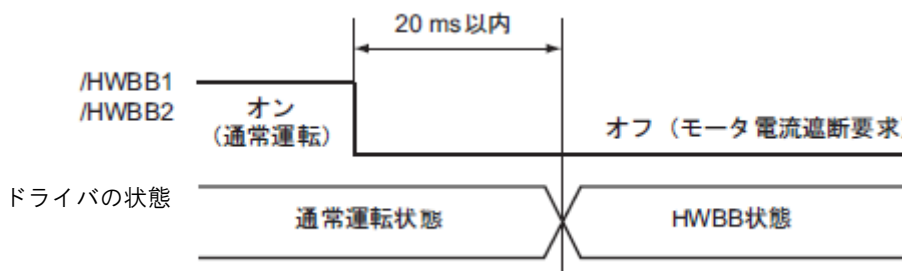 20 ms以内
/HWBB1
/HWBB2
オン
（通常運転）
オフ（モータ電流遮断要求）
ドライバの状態
通常運転状態
HWBB状態